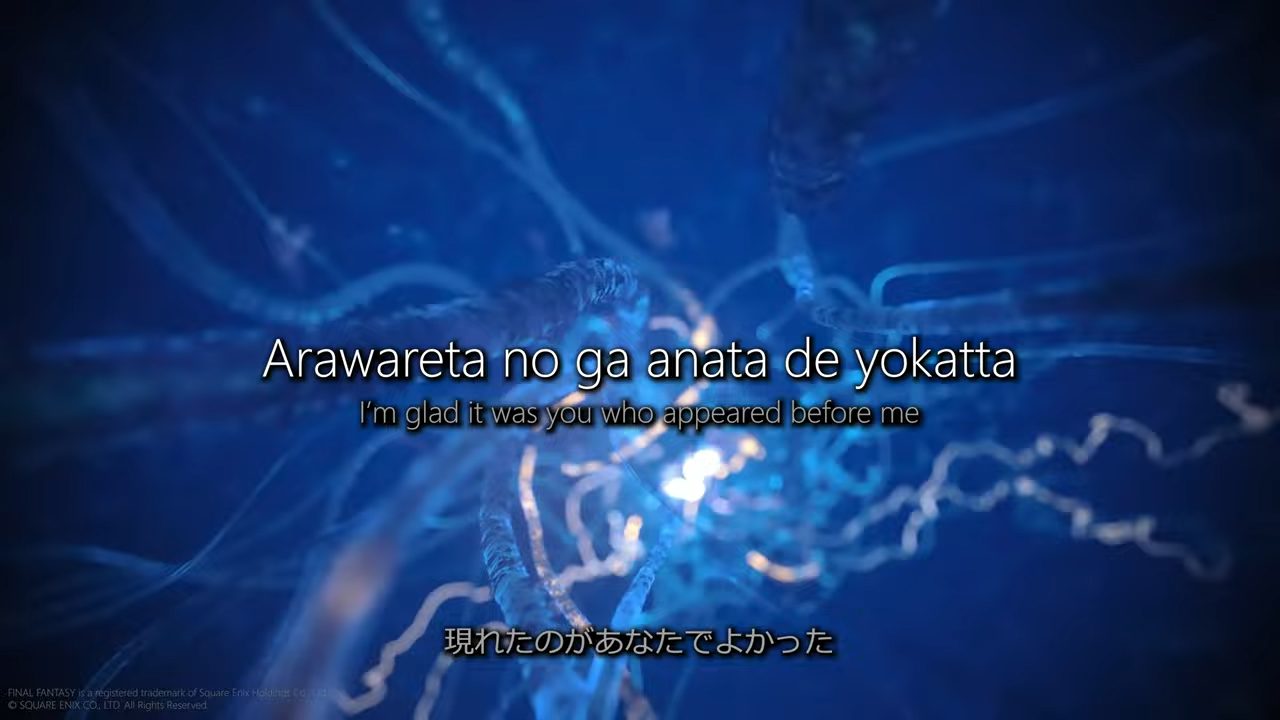 Arawareta no ga anata de yokatta
I'm glad it was you who appeared before me
現れたのがあなたでよかった
FINAL FANTASY is a registered trademark of Square Enix Holdings Co., Ltd.
© SQUARE ENIX CO., LTD. All Rights Reserved.